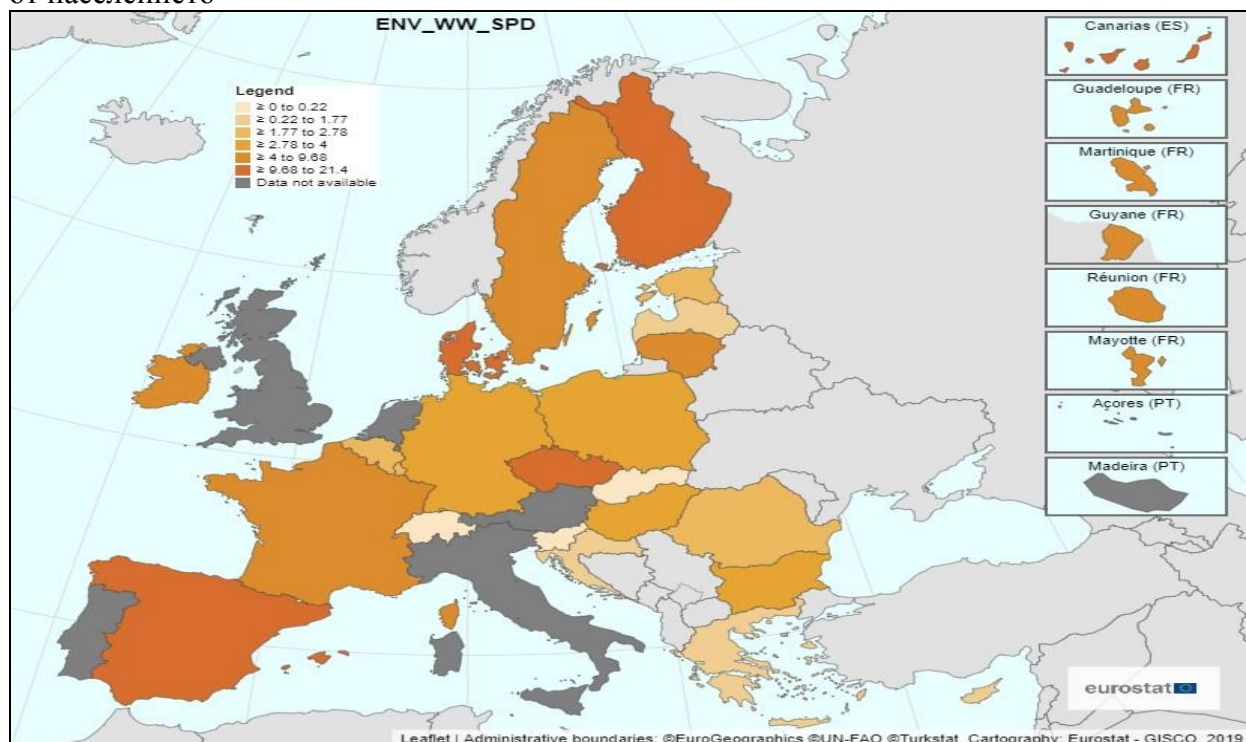 от населението
ENV_WW_SPD
Legend
≥ 0 to 0.22
≥ 0.22 to 1.77
≥ 1.77 to 2.78
≥ 2.78 to 4
≥ 4 to 9.68
≥ 9.68 to 21.4
Data not available
Canarias (ES)
Guadeloupe (FR)
Martinique (FR)
Guyane (FR)
Réunion (FR)
Mayotte (FR)
Açores (PT)
Madeira (PT)
eurostat
Leaflet | Administrative boundaries: ©EuroGeographics ©UN-FAO ©Turkstat, Cartography: Eurostat - GISCO, 2019